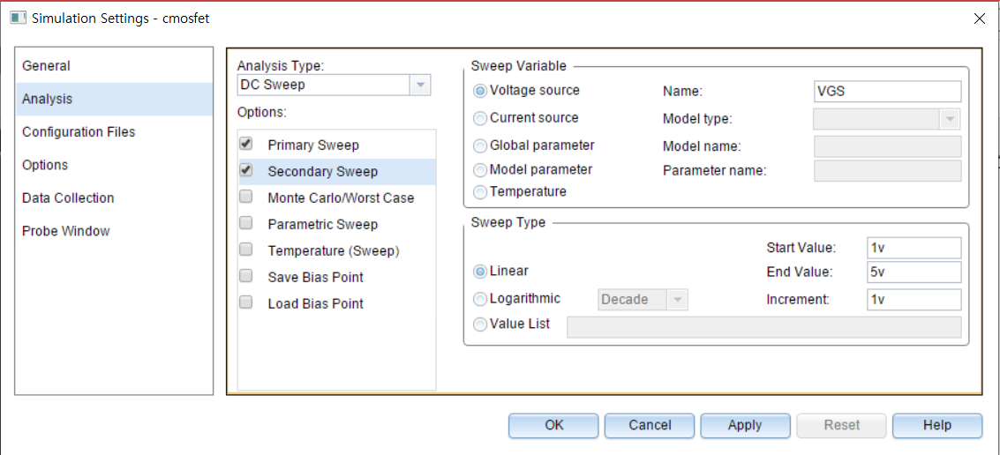 Simulation Settings - cmosfet
General
Analysis
Configuration Files
Options
Data Collection
Probe Window
Analysis Type:
DC Sweep
Options:
Primary Sweep
Secondary Sweep
Monte Carlo/Worst Case
Parametric Sweep
Temperature (Sweep)
Save Bias Point
Load Bias Point
Sweep Variable
Voltage source
Name: VGS
Current source
Model type:
Global parameter
Model name:
Model parameter
Parameter name:
Temperature
Sweep Type
Start Value: 1v
Linear
End Value: 5v
Logarithmic Decade
Increment: 1v
Value List
OK Cancel Apply Reset Help